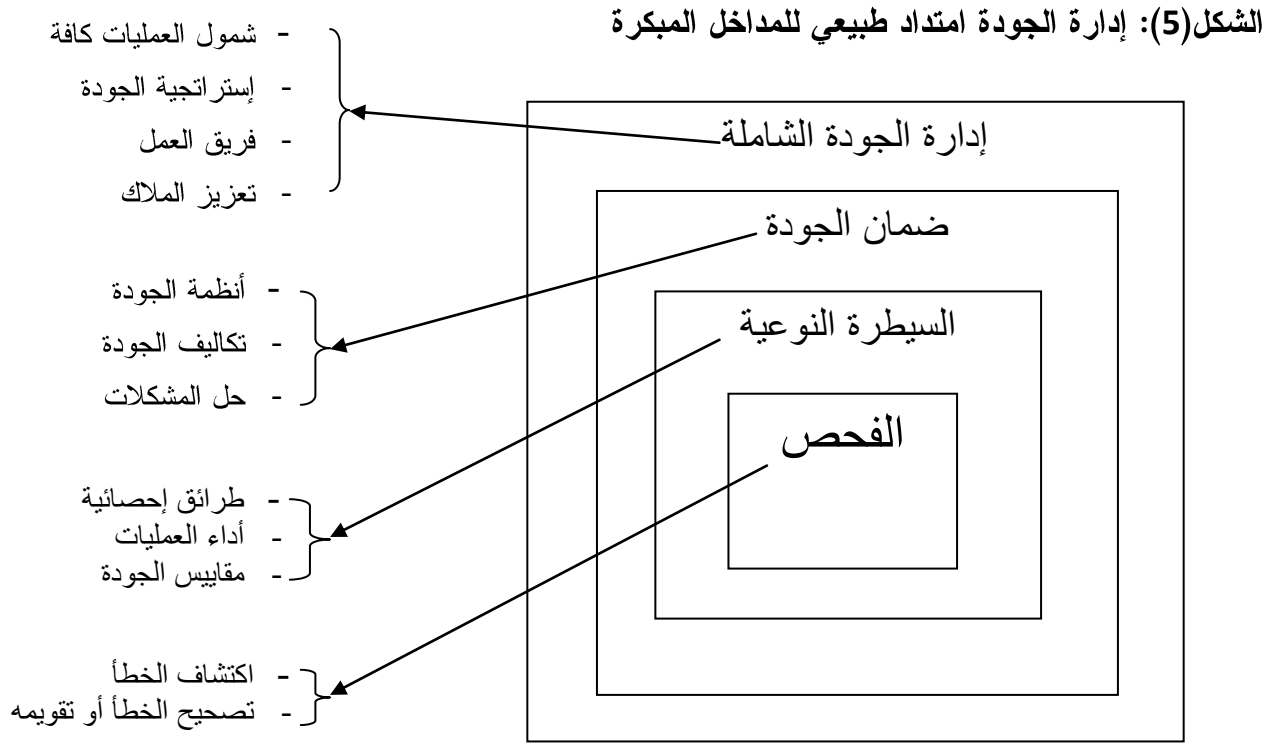 الشكل(5): إدارة الجودة امتداد طبيعي للمداخل المبكرة
إدارة الجودة الشاملة
- شمول العمليات كافة
- إستراتجية الجودة
- فريق العمل
- تعزيز الملاك
ضمان الجودة
- أنظمة الجودة
- تكاليف الجودة
- حل المشكلات
السيطرة النوعية
- طرائق إحصائية
- أداء العمليات
- مقاييس الجودة
الفحص
- اكتشاف الخطأ
- تصحيح الخطأ أو تقويمه